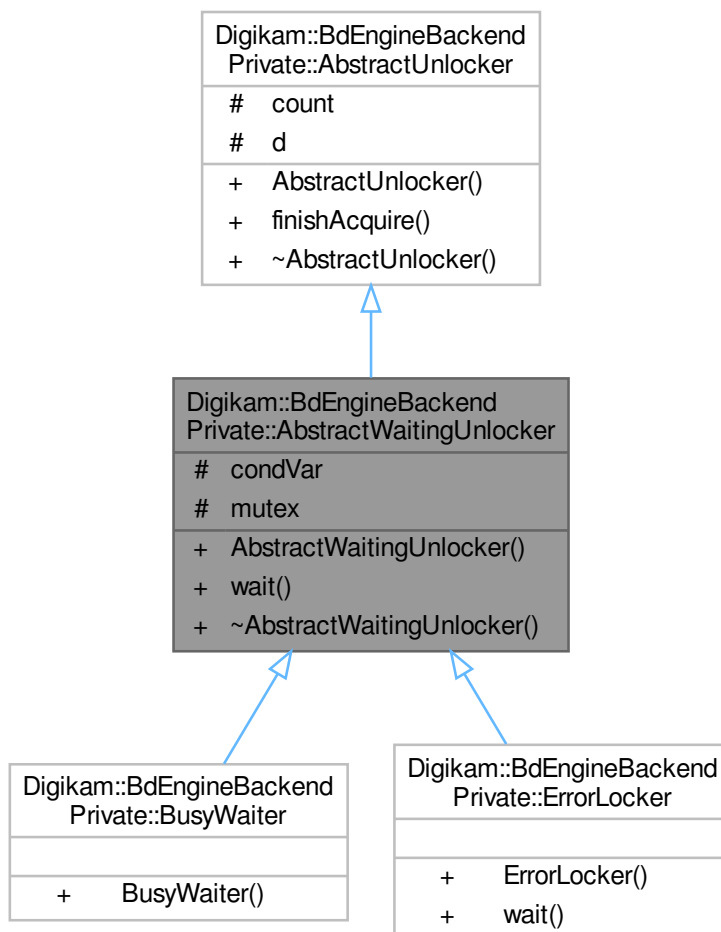 Digikam::BdEngineBackend
Private::AbstractUnlocker
# count
# d
+ AbstractUnlocker()
+ finishAcquire()
+ ~AbstractUnlocker()
Digikam::BdEngineBackend
Private::AbstractWaitingUnlocker
# condVar
# mutex
+ AbstractWaitingUnlocker()
+ wait()
+ ~AbstractWaitingUnlocker()
Digikam::BdEngineBackend
Private::BusyWaiter
+ BusyWaiter()
Digikam::BdEngineBackend
Private::ErrorLocker
+ ErrorLocker()
+ wait()